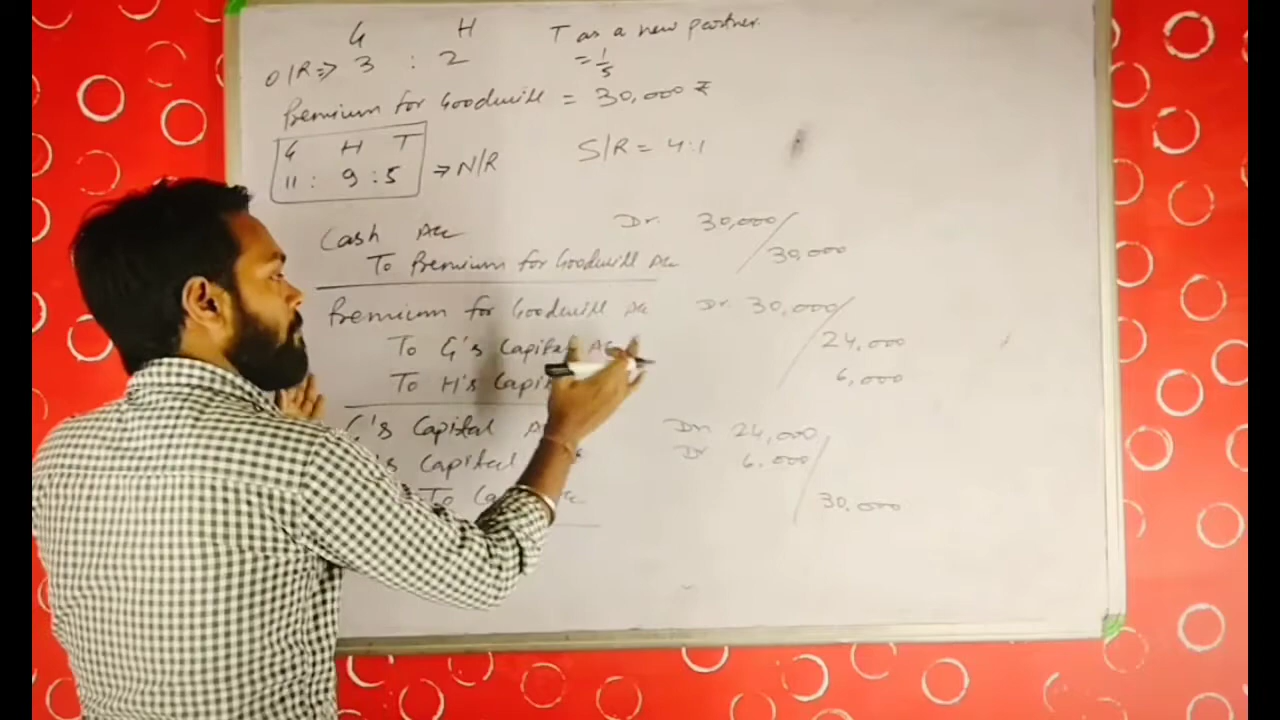 G H T as a new partner.
O/R => 3 : 2 = 1/5
Premium for Goodwill = 30,000 ₹
G H T
11 : 9 : 5 => N/R S/R = 4:1
Cash A/c Dr. 30,000/
To Premium for Goodwill A/c 30,000
Premium for Goodwill A/c Dr. 30,000/
To G's Capital A/c 24,000
To H's 6,000
G's Capital Dr. 24,000
's Capital Dr 6,000
To 30,000